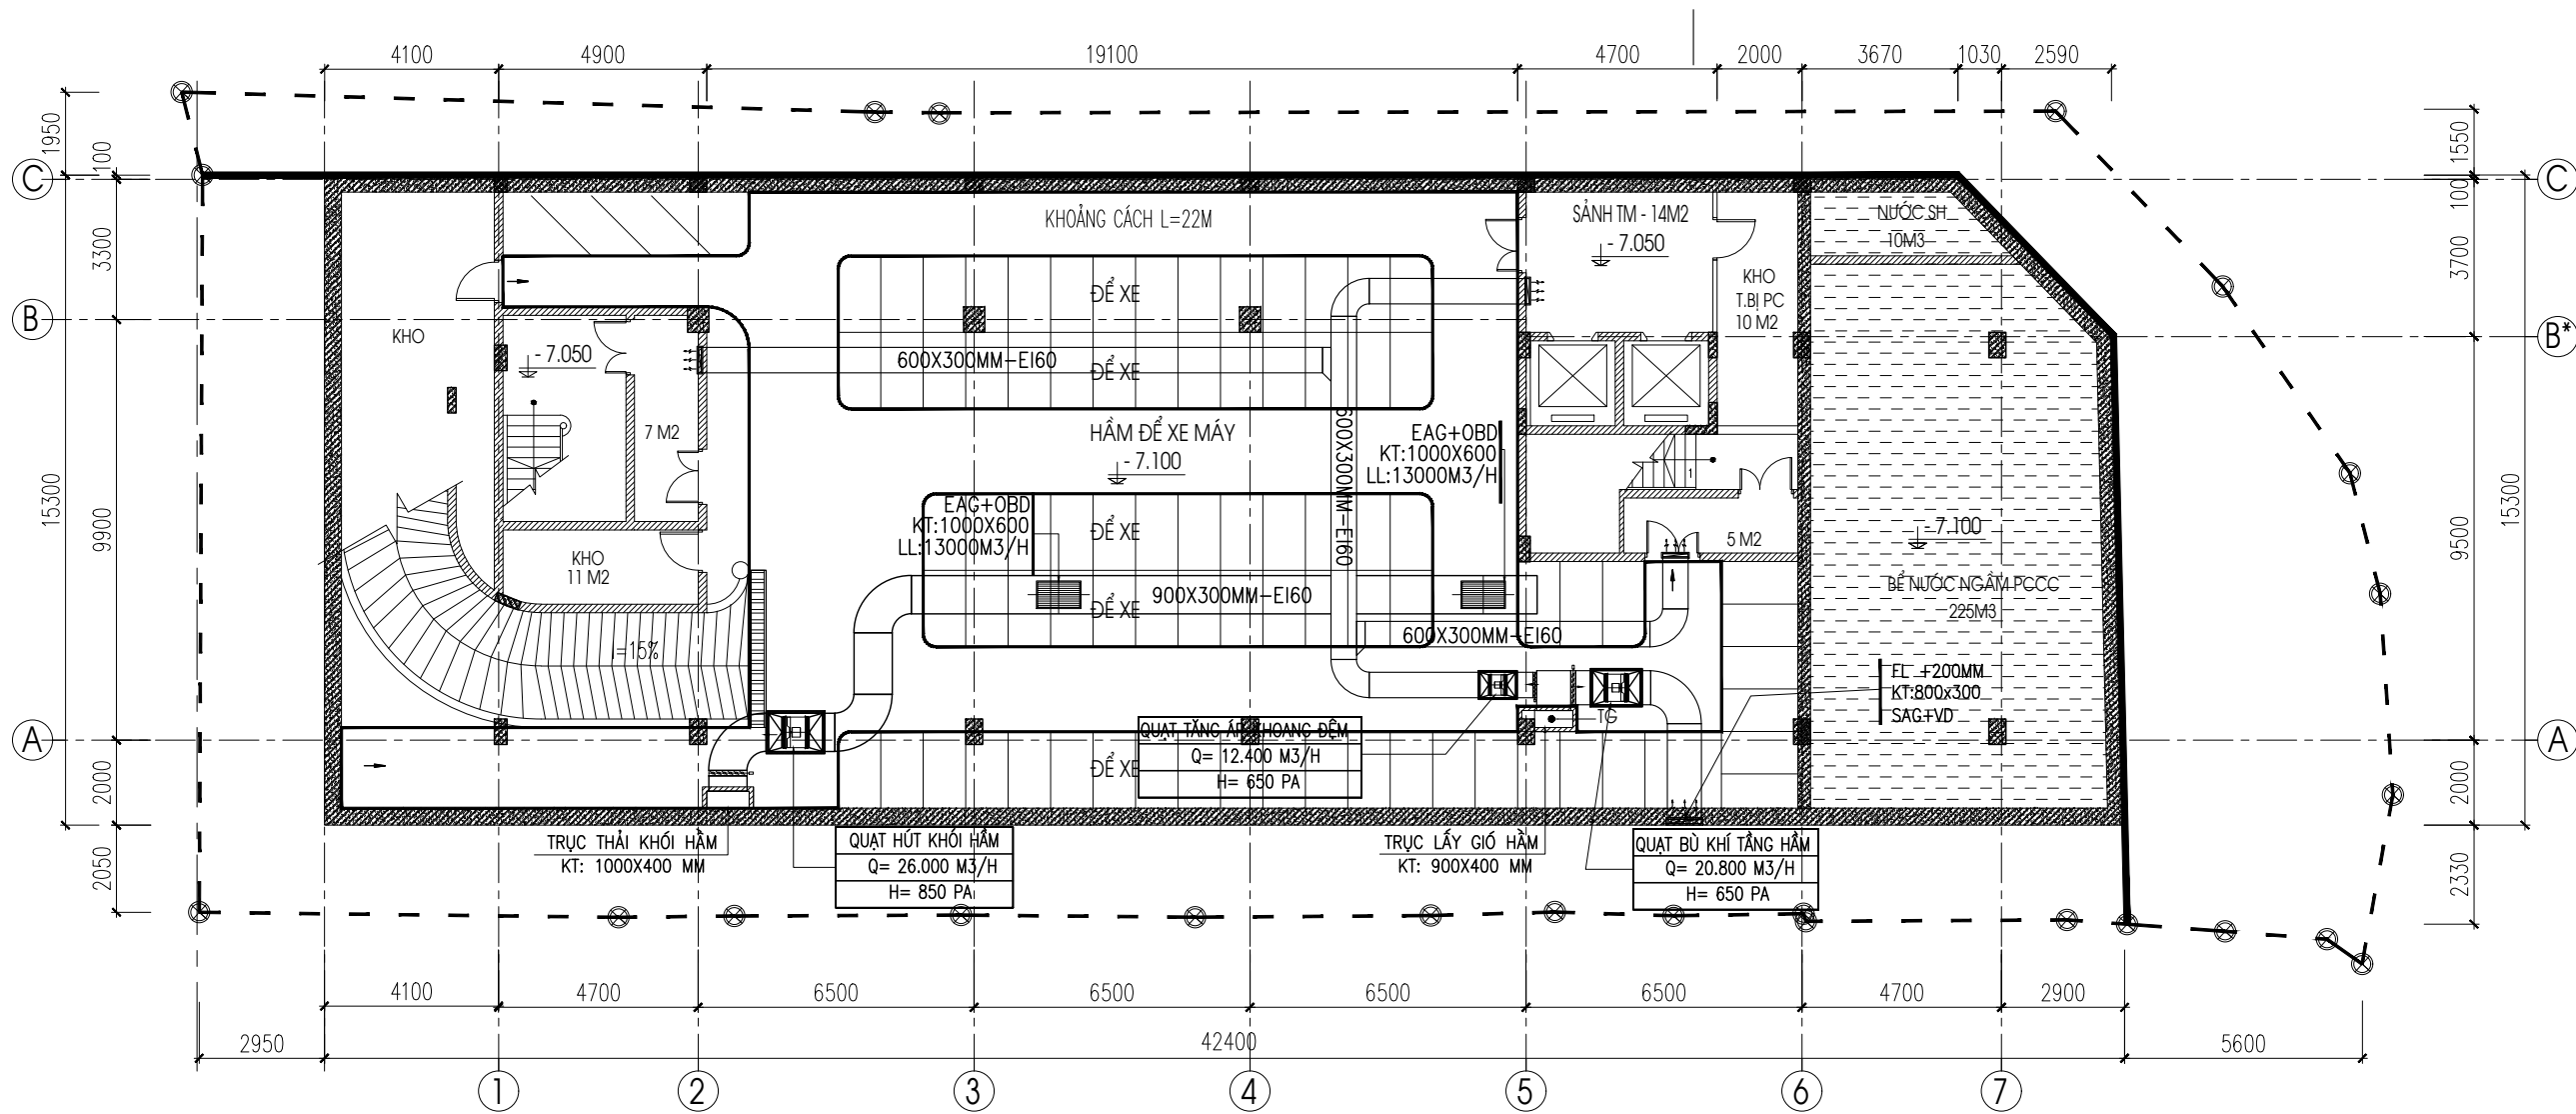 4100
4900
19100
4700
2000
3670
1030
2590
1950
100
3300
15300
9900
2000
2050
1550
100
3700
15300
9500
2000
2330
C
B
A
C
B*
A
KHOẢNG CÁCH L=22M
SẢNH TM - 14M2
- 7.050
NƯỚC SH
10M3
KHO
T.BỊ PC
10 M2
ĐỂ XE
KHO
- 7.050
600X300MM-EI60
ĐỂ XE
7 M2
HẦM ĐỂ XE MÁY
- 7.100
600X300MM-EI60
EAG+OBD
KT:1000X600
LL:13000M3/H
1
EAG+OBD
KT:1000X600
LL:13000M3/H
ĐỂ XE
- 7.100
5 M2
KHO
11 M2
900X300MM-EI60
ĐỂ XE
BỂ NƯỚC NGẦM PCCC
225M3
i=15%
600X300MM-EI60
FL +200MM
KT:800x300
SAG+VD
TG
QUẠT TĂNG ÁP KHOANG ĐỆM
Q= 12.400 M3/H
H= 650 PA
ĐỂ XE
TRỤC THẢI KHÓI HẦM
KT: 1000X400 MM
QUẠT HÚT KHÓI HẦM
Q= 26.000 M3/H
H= 850 PA
TRỤC LẤY GIÓ HẦM
KT: 900X400 MM
QUẠT BÙ KHÍ TẦNG HẦM
Q= 20.800 M3/H
H= 650 PA
4100
4700
6500
6500
6500
6500
4700
2900
2950
42400
5600
1
2
3
4
5
6
7